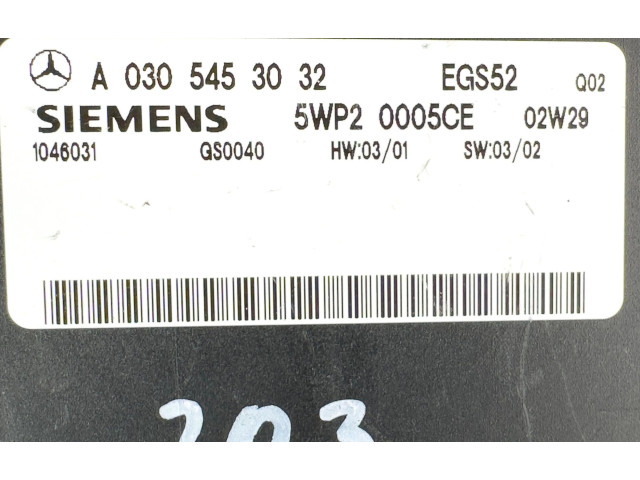 A 030 545 30 32 EGS52 Q02
SIEMENS 5WP2 0005CE 02W29
1046031 GS0040 HW:03/01 SW:03/02
203